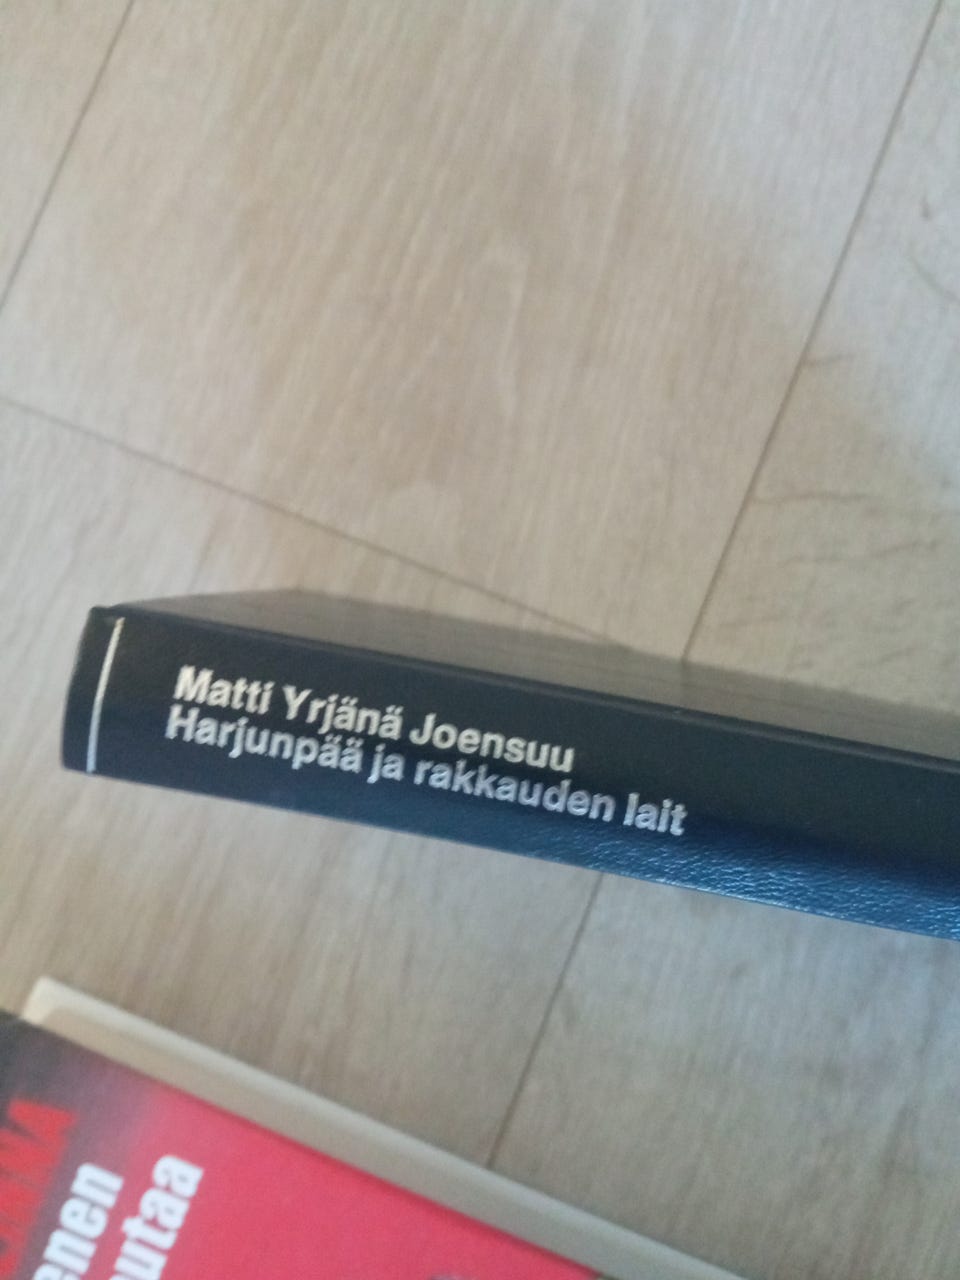 Matti Yrjänä Joensuu
Harjunpää ja rakkauden lait